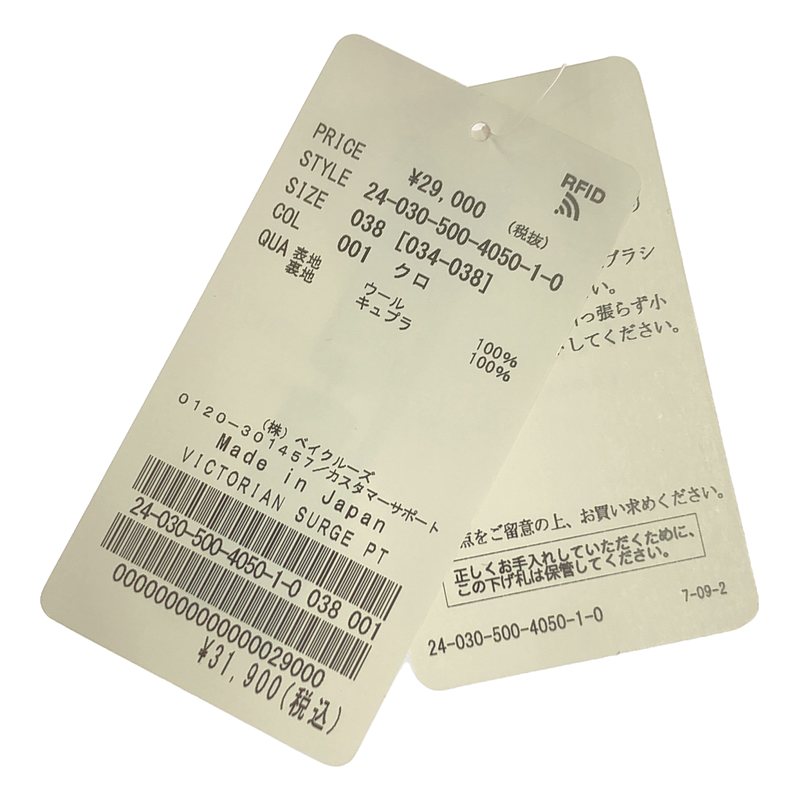 PRICE ¥29,000 (税抜)
STYLE 24-030-500-4050-1-0
SIZE 038 [034-038]
COL 001 クロ
QUA 表地 ウール 100%
裏地 キュプラ 100%
(株) ベイクルーズ
0120-301457/カスタマーサポート
Made in Japan
VICTORIAN SURGE PT
24-030-500-4050-1-0 038 001
00000000000000029000
¥31,900(税込)
RFID
ブラシ
い。
っ張らず小
してください。
点をご留意の上、お買い求めください。
正しくお手入れしていただくために、
この下げ札は保管してください。
7-09-2
24-030-500-4050-1-0